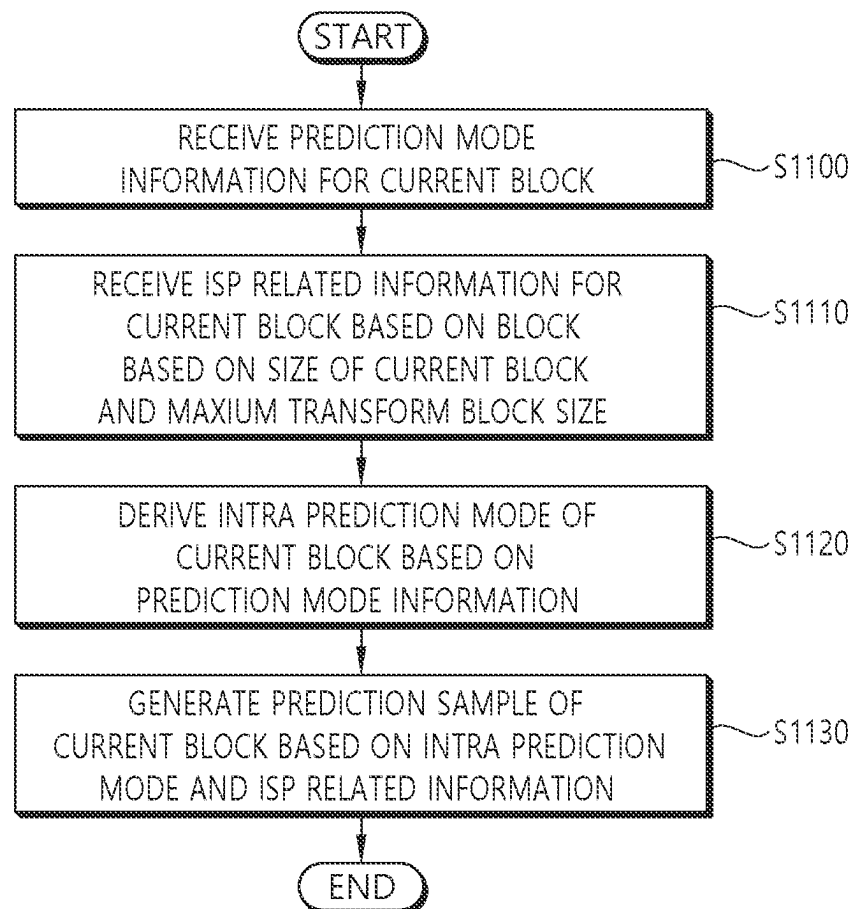 START
RECEIVE PREDICTION MODE
INFORMATION FOR CURRENT BLOCK
S1100
RECEIVE ISP RELATED INFORMATION FOR
CURRENT BLOCK BASED ON BLOCK
BASED ON SIZE OF CURRENT BLOCK
AND MAXIUM TRANSFORM BLOCK SIZE
S1110
DERIVE INTRA PREDICTION MODE OF
CURRENT BLOCK BASED ON
PREDICTION MODE INFORMATION
S1120
GENERATE PREDICTION SAMPLE OF
CURRENT BLOCK BASED ON INTRA PREDICTION
MODE AND ISP RELATED INFORMATION
S1130
END